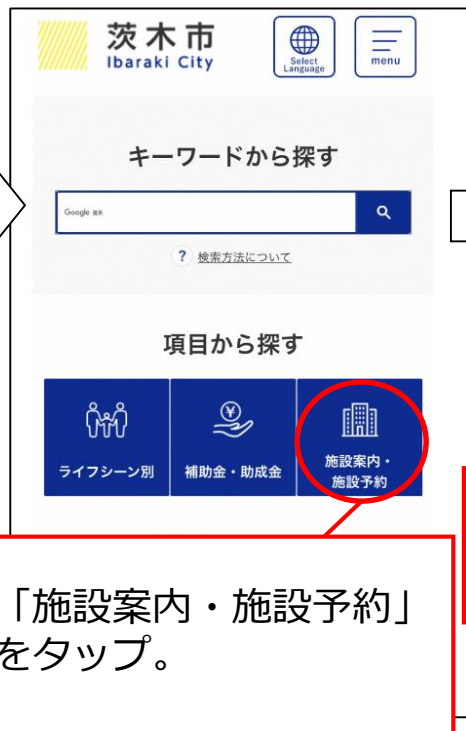 茨木市
Ibaraki City
Select
Language
menu
キーワードから探す
Google 検索
? 検索方法について
項目から探す
ライフシーン別
補助金・助成金
施設案内・
施設予約
「施設案内・施設予約」
をタップ。